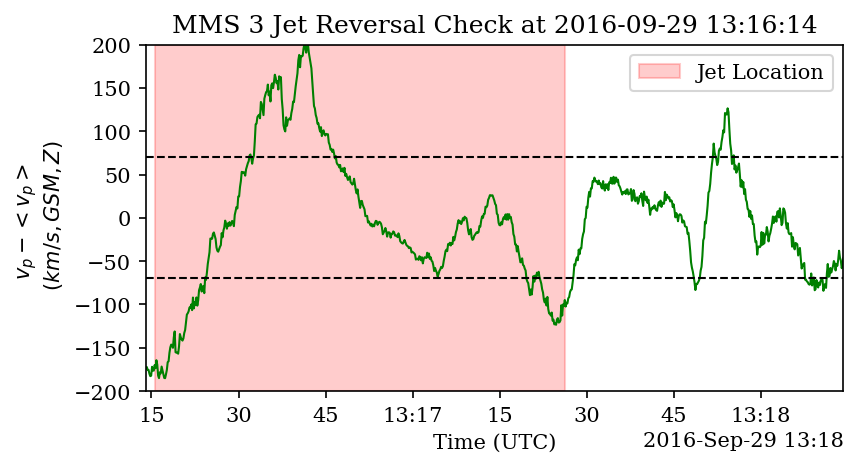 MMS 3 Jet Reversal Check at 2016-09-29 13:16:14
v_p − < v_p >
(km/s, GSM, Z)
200
150
100
50
0
−50
−100
−150
−200
Jet Location
15 30 45 13:17 15 30 45 13:18
Time (UTC)
2016-Sep-29 13:18